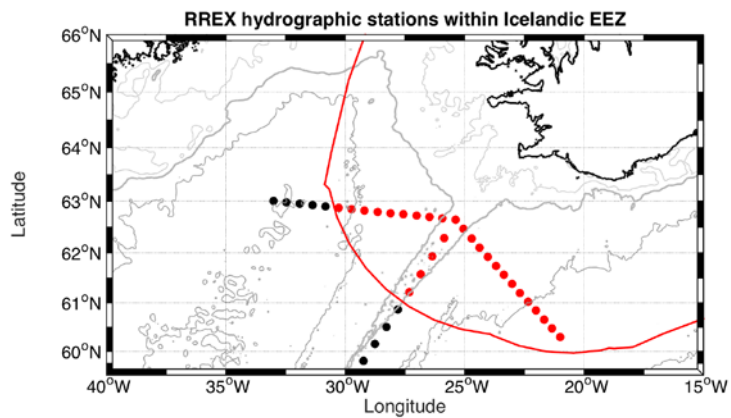 RREX hydrographic stations within Icelandic EEZ
66°N
65°N
64°N
63°N
62°N
61°N
60°N
Latitude
40°W 35°W 30°W 25°W 20°W 15°W
Longitude